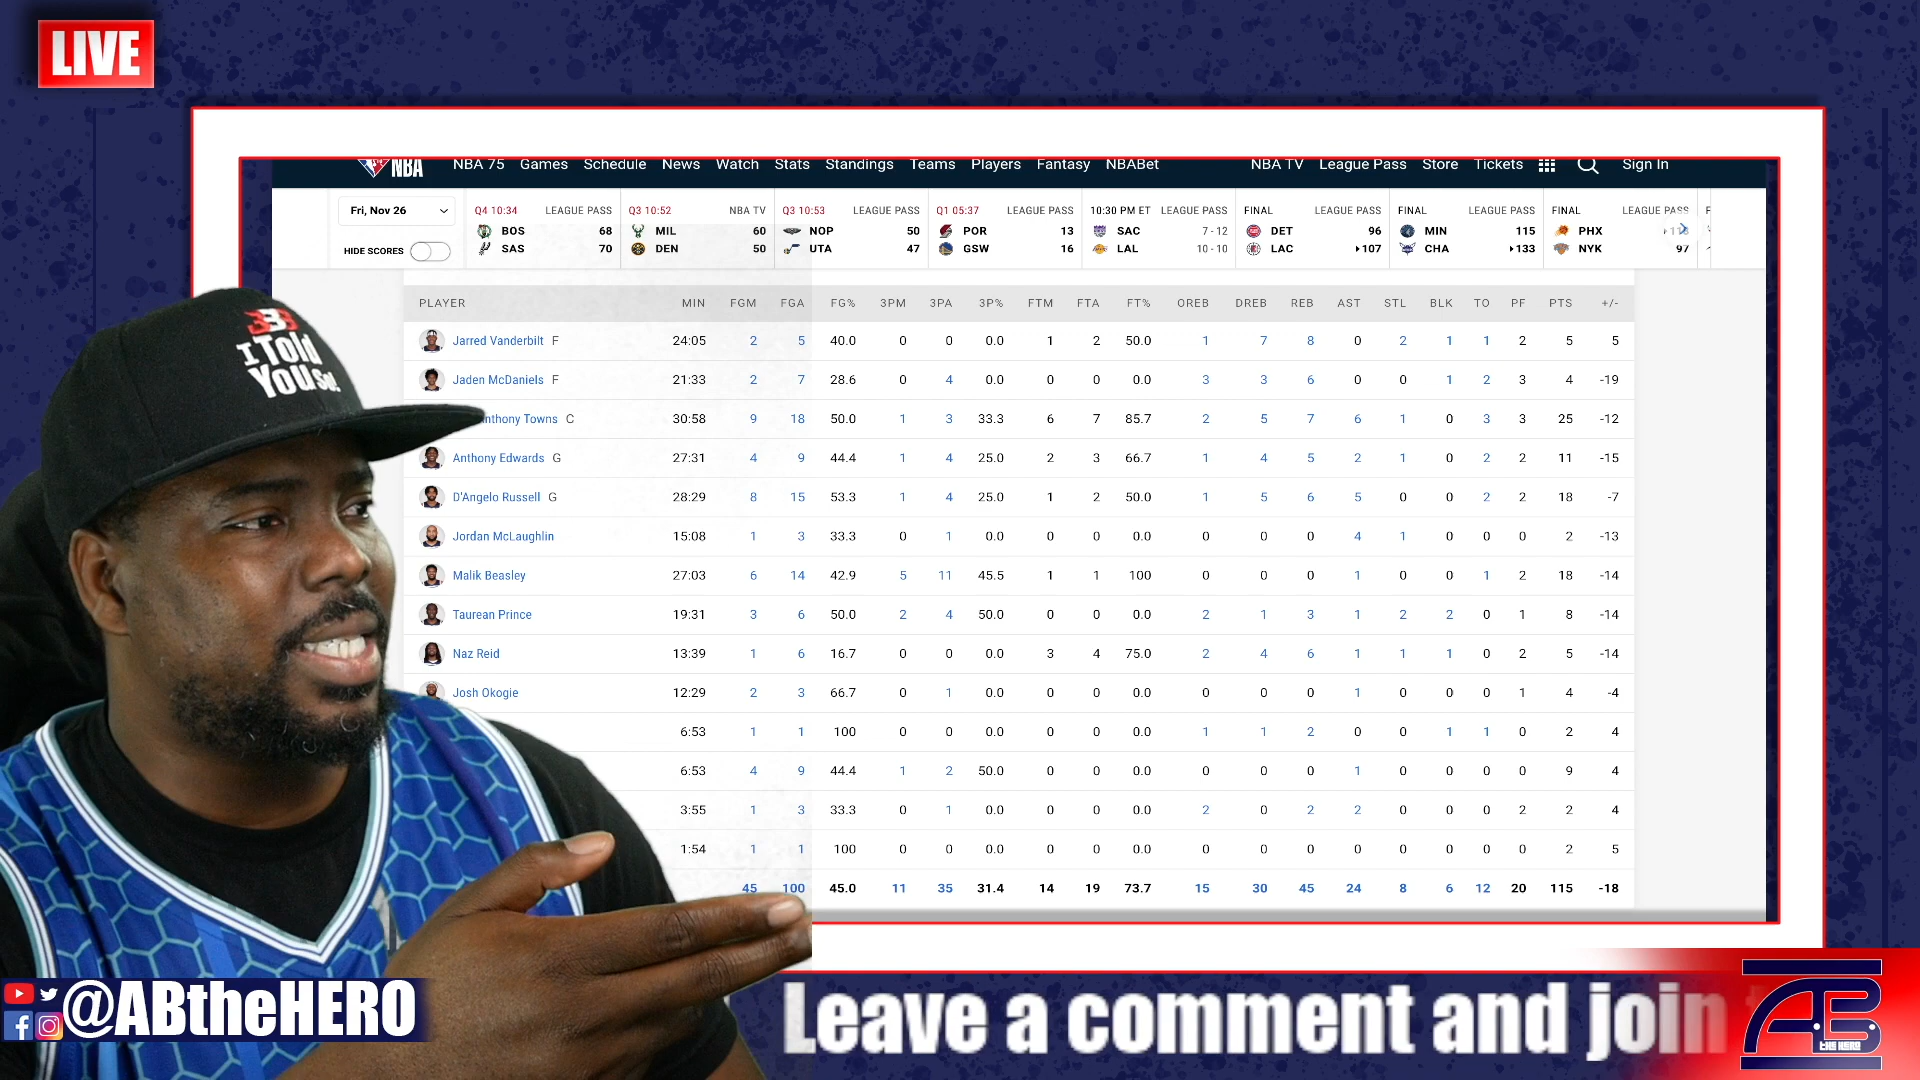 LIVE
NBA NBA 75 Games Schedule News Watch Stats Standings Teams Players Fantasy NBABet NBA TV League Pass Store Tickets Sign In
Fri, Nov 26
HIDE SCORES
Q4 10:34 LEAGUE PASS
BOS 68
SAS 70
Q3 10:52 NBA TV
MIL 60
DEN 50
Q3 10:53 LEAGUE PASS
NOP 50
UTA 47
Q1 05:37 LEAGUE PASS
POR 13
GSW 16
10:30 PM ET LEAGUE PASS
SAC 7 - 12
LAL 10 - 10
FINAL LEAGUE PASS
DET 96
LAC 107
FINAL LEAGUE PASS
MIN 115
CHA 133
FINAL LEAGUE PASS
PHX
NYK 97
PLAYER MIN FGM FGA FG% 3PM 3PA 3P% FTM FTA FT% OREB DREB REB AST STL BLK TO PF PTS +/-
Jarred Vanderbilt F 24:05 2 5 40.0 0 0 0.0 1 2 50.0 1 7 8 0 2 1 1 2 5 5
Jaden McDaniels F 21:33 2 7 28.6 0 4 0.0 0 0 0.0 3 3 6 0 0 1 2 3 4 -19
nthony Towns C 30:58 9 18 50.0 1 3 33.3 6 7 85.7 2 5 7 6 1 0 3 3 25 -12
Anthony Edwards G 27:31 4 9 44.4 1 4 25.0 2 3 66.7 1 4 5 2 1 0 2 2 11 -15
D'Angelo Russell G 28:29 8 15 53.3 1 4 25.0 1 2 50.0 1 5 6 5 0 0 2 2 18 -7
Jordan McLaughlin 15:08 1 3 33.3 0 1 0.0 0 0 0.0 0 0 0 4 1 0 0 0 2 -13
Malik Beasley 27:03 6 14 42.9 5 11 45.5 1 1 100 0 0 0 1 0 0 1 2 18 -14
Taurean Prince 19:31 3 6 50.0 2 4 50.0 0 0 0.0 2 1 3 1 2 2 0 1 8 -14
Naz Reid 13:39 1 6 16.7 0 0 0.0 3 4 75.0 2 4 6 1 1 1 0 2 5 -14
Josh Okogie 12:29 2 3 66.7 0 1 0.0 0 0 0.0 0 0 0 1 0 0 0 1 4 -4
6:53 1 1 100 0 0 0.0 0 0 0.0 1 1 2 0 0 1 1 0 2 4
6:53 4 9 44.4 1 2 50.0 0 0 0.0 0 0 0 1 0 0 0 0 9 4
3:55 1 3 33.3 0 1 0.0 0 0 0.0 2 0 2 2 0 0 0 2 2 4
1:54 1 1 100 0 0 0.0 0 0 0.0 0 0 0 0 0 0 0 0 2 5
45 100 45.0 11 35 31.4 14 19 73.7 15 30 45 24 8 6 12 20 115 -18
BBB
I Told
You So!
@ABtheHERO
Leave a comment and join
AB
THE HERO